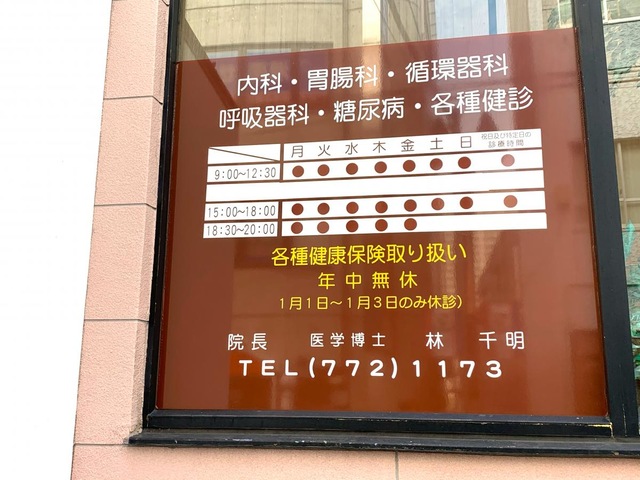 内科・胃腸科・循環器科
呼吸器科・糖尿病・各種健診
月 火 水 木 金 土 日 祝日及び特定日の診療時間
9:00〜12:30 ● ● ● ● ● ● ● ●
15:00〜18:00 ● ● ● ● ● ● ● ●
18:30〜20:00 ● ● ● ● ●
各種健康保険取り扱い
年中無休
1月1日〜1月3日のみ休診)
院長 医学博士 林 千明
TEL(772)1173